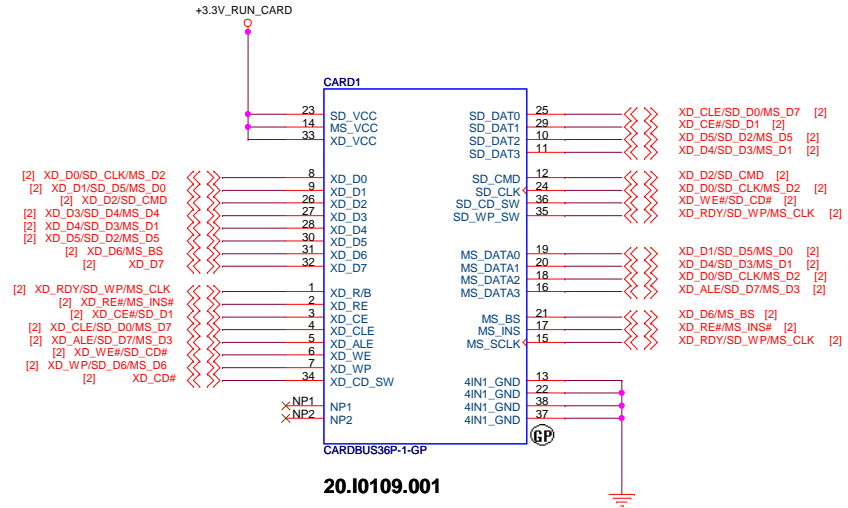 +3.3V_RUN_CARD
CARD1
23 SD_VCC
14 MS_VCC
33 XD_VCC
[2] XD_D0/SD_CLK/MS_D2 8 XD_D0
[2] XD_D1/SD_D5/MS_D0 9 XD_D1
[2] XD_D2/SD_CMD 26 XD_D2
[2] XD_D3/SD_D4/MS_D4 27 XD_D3
[2] XD_D4/SD_D3/MS_D1 28 XD_D4
[2] XD_D5/SD_D2/MS_D5 30 XD_D5
[2] XD_D6/MS_BS 31 XD_D6
[2] XD_D7 32 XD_D7
[2] XD_RDY/SD_WP/MS_CLK 1 XD_R/B
[2] XD_RE#/MS_INS# 2 XD_RE
[2] XD_CE#/SD_D1 3 XD_CE
[2] XD_CLE/SD_D0/MS_D7 4 XD_CLE
[2] XD_ALE/SD_D7/MS_D3 5 XD_ALE
[2] XD_WE#/SD_CD# 6 XD_WE
[2] XD_WP/SD_D6/MS_D6 7 XD_WP
[2] XD_CD# 34 XD_CD_SW
NP1 NP1
NP2 NP2
SD_DAT0 25 XD_CLE/SD_D0/MS_D7 [2]
SD_DAT1 29 XD_CE#/SD_D1 [2]
SD_DAT2 10 XD_D5/SD_D2/MS_D5 [2]
SD_DAT3 11 XD_D4/SD_D3/MS_D1 [2]
SD_CMD 12 XD_D2/SD_CMD [2]
SD_CLK 24 XD_D0/SD_CLK/MS_D2 [2]
SD_CD_SW 36 XD_WE#/SD_CD# [2]
SD_WP_SW 35 XD_RDY/SD_WP/MS_CLK [2]
MS_DATA0 19 XD_D1/SD_D5/MS_D0 [2]
MS_DATA1 20 XD_D4/SD_D3/MS_D1 [2]
MS_DATA2 18 XD_D0/SD_CLK/MS_D2 [2]
MS_DATA3 16 XD_ALE/SD_D7/MS_D3 [2]
MS_BS 21 XD_D6/MS_BS [2]
MS_INS 17 XD_RE#/MS_INS# [2]
MS_SCLK 15 XD_RDY/SD_WP/MS_CLK [2]
4IN1_GND 13
4IN1_GND 22
4IN1_GND 38
4IN1_GND 37
GP
CARDBUS36P-1-GP
20.I0109.001